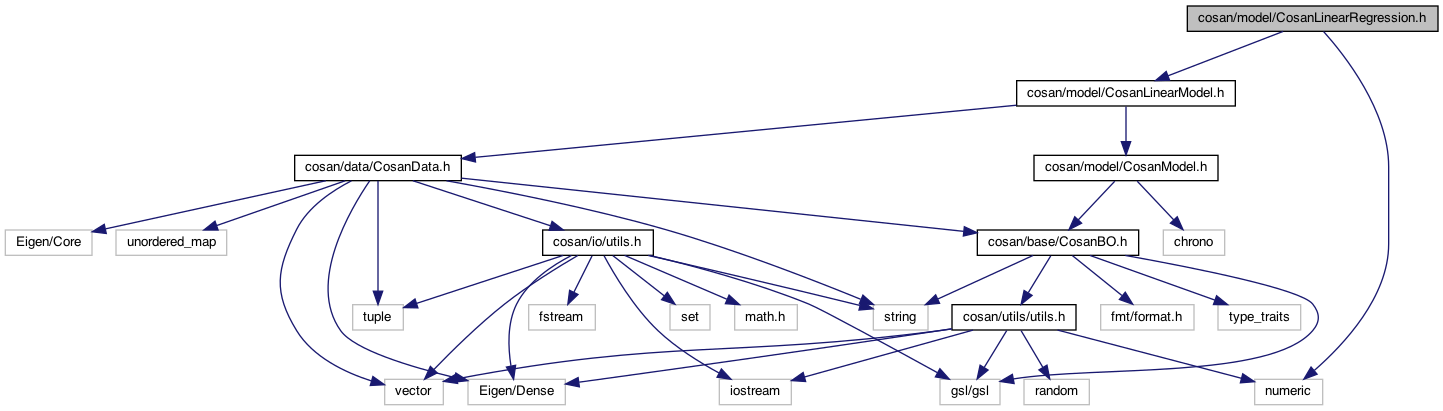 cosan/model/CosanLinearRegression.h
cosan/model/CosanLinearModel.h
cosan/data/CosanData.h
cosan/model/CosanModel.h
Eigen/Core
unordered_map
cosan/io/utils.h
cosan/base/CosanBO.h
chrono
tuple
fstream
set
math.h
string
cosan/utils/utils.h
fmt/format.h
type_traits
vector
Eigen/Dense
iostream
gsl/gsl
random
numeric